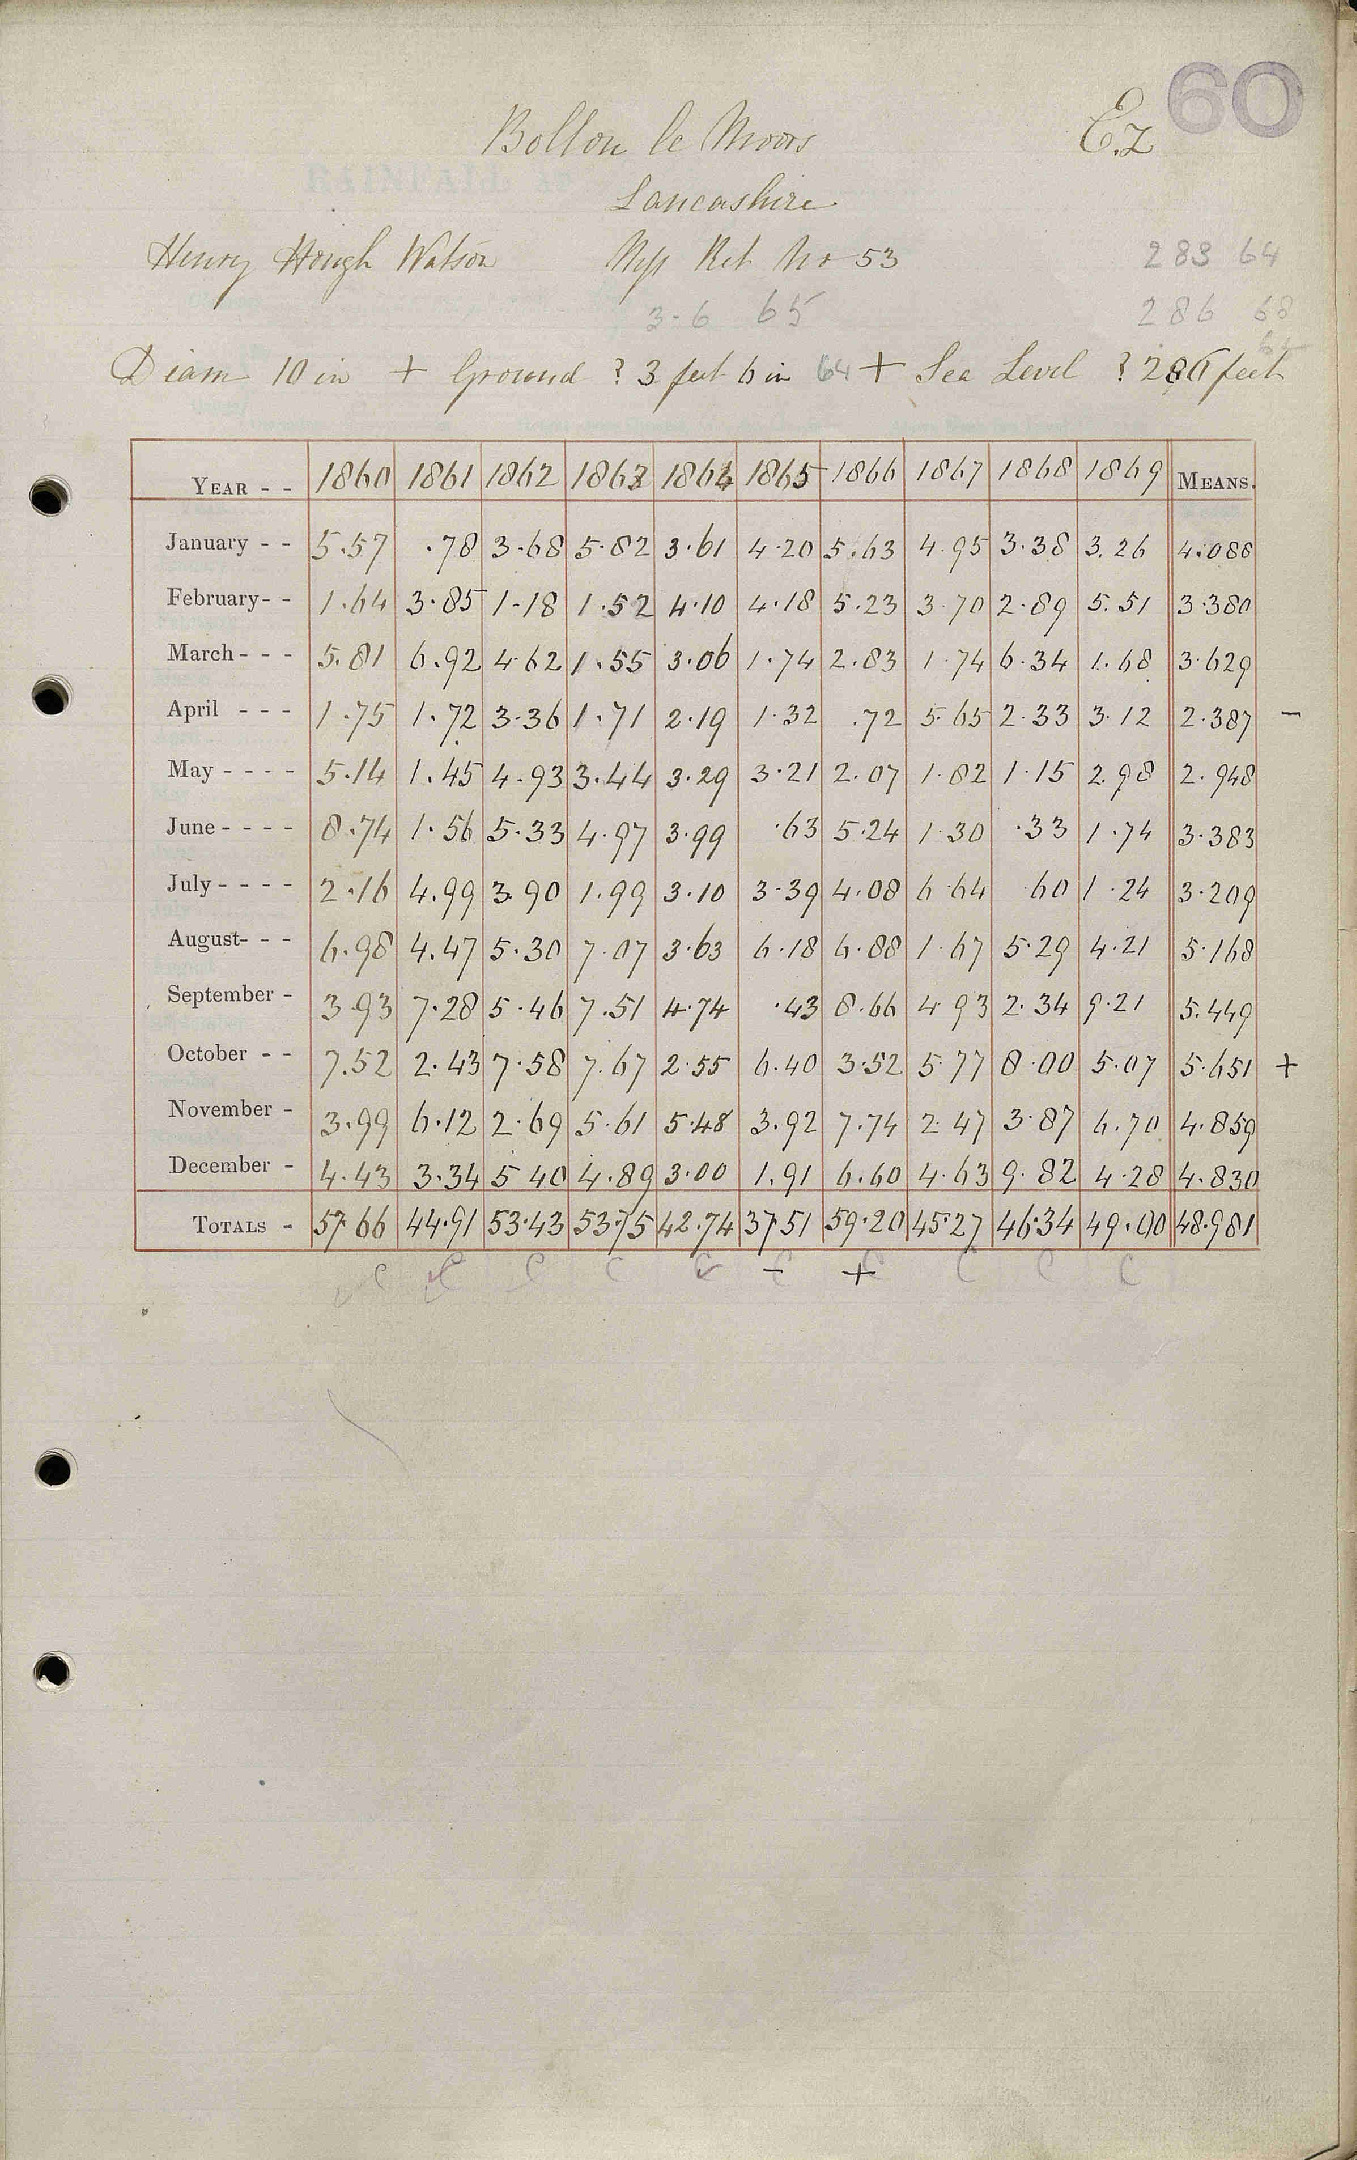 60
Bolton le Moors Ez
Lancashire
Henry Hough Watson Mss Ret No 53 283 64
3-6 65 286 68
Diam 10 in + Ground ? 3 feet 6 in 64 + Sea Level ? 286 feet
YEAR - - 1860 1861 1862 1863 1864 1865 1866 1867 1868 1869 MEANS.
January - - 5.57 .78 3.68 5.82 3.61 4.20 5.63 4.95 3.38 3.26 4.088
February - - 1.64 3.85 1.18 1.52 4.10 4.18 5.23 3.70 2.89 5.51 3.380
March - - - 5.81 6.92 4.62 1.55 3.06 1.74 2.83 1.74 6.34 1.68 3.629
April - - - 1.75 1.72 3.36 1.71 2.19 1.32 .72 5.65 2.33 3.12 2.387 -
May - - - - 5.14 1.45 4.93 3.44 3.29 3.21 2.07 1.82 1.15 2.98 2.948
June - - - - 8.74 1.56 5.33 4.97 3.99 .63 5.24 1.30 .33 1.74 3.383
July - - - - 2.16 4.99 3.90 1.99 3.10 3.39 4.08 6.64 60 1.24 3.209
August - - - 6.98 4.47 5.30 7.07 3.63 6.18 6.88 1.67 5.29 4.21 5.168
September - 3.93 7.28 5.46 7.51 4.74 .43 8.66 4.93 2.34 9.21 5.449
October - - 7.52 2.43 7.58 7.67 2.55 6.40 3.52 5.77 8.00 5.07 5.651 +
November - 3.99 6.12 2.69 5.61 5.48 3.92 7.74 2.47 3.87 6.70 4.859
December - 4.43 3.34 5 40 4.89 3.00 1.91 6.60 4.63 9.82 4.28 4.830
TOTALS - 57.66 44.91 53.43 53.75 42.74 37.51 59.20 45.27 46.34 49.00 48.981
C C C C C - C + C C C C